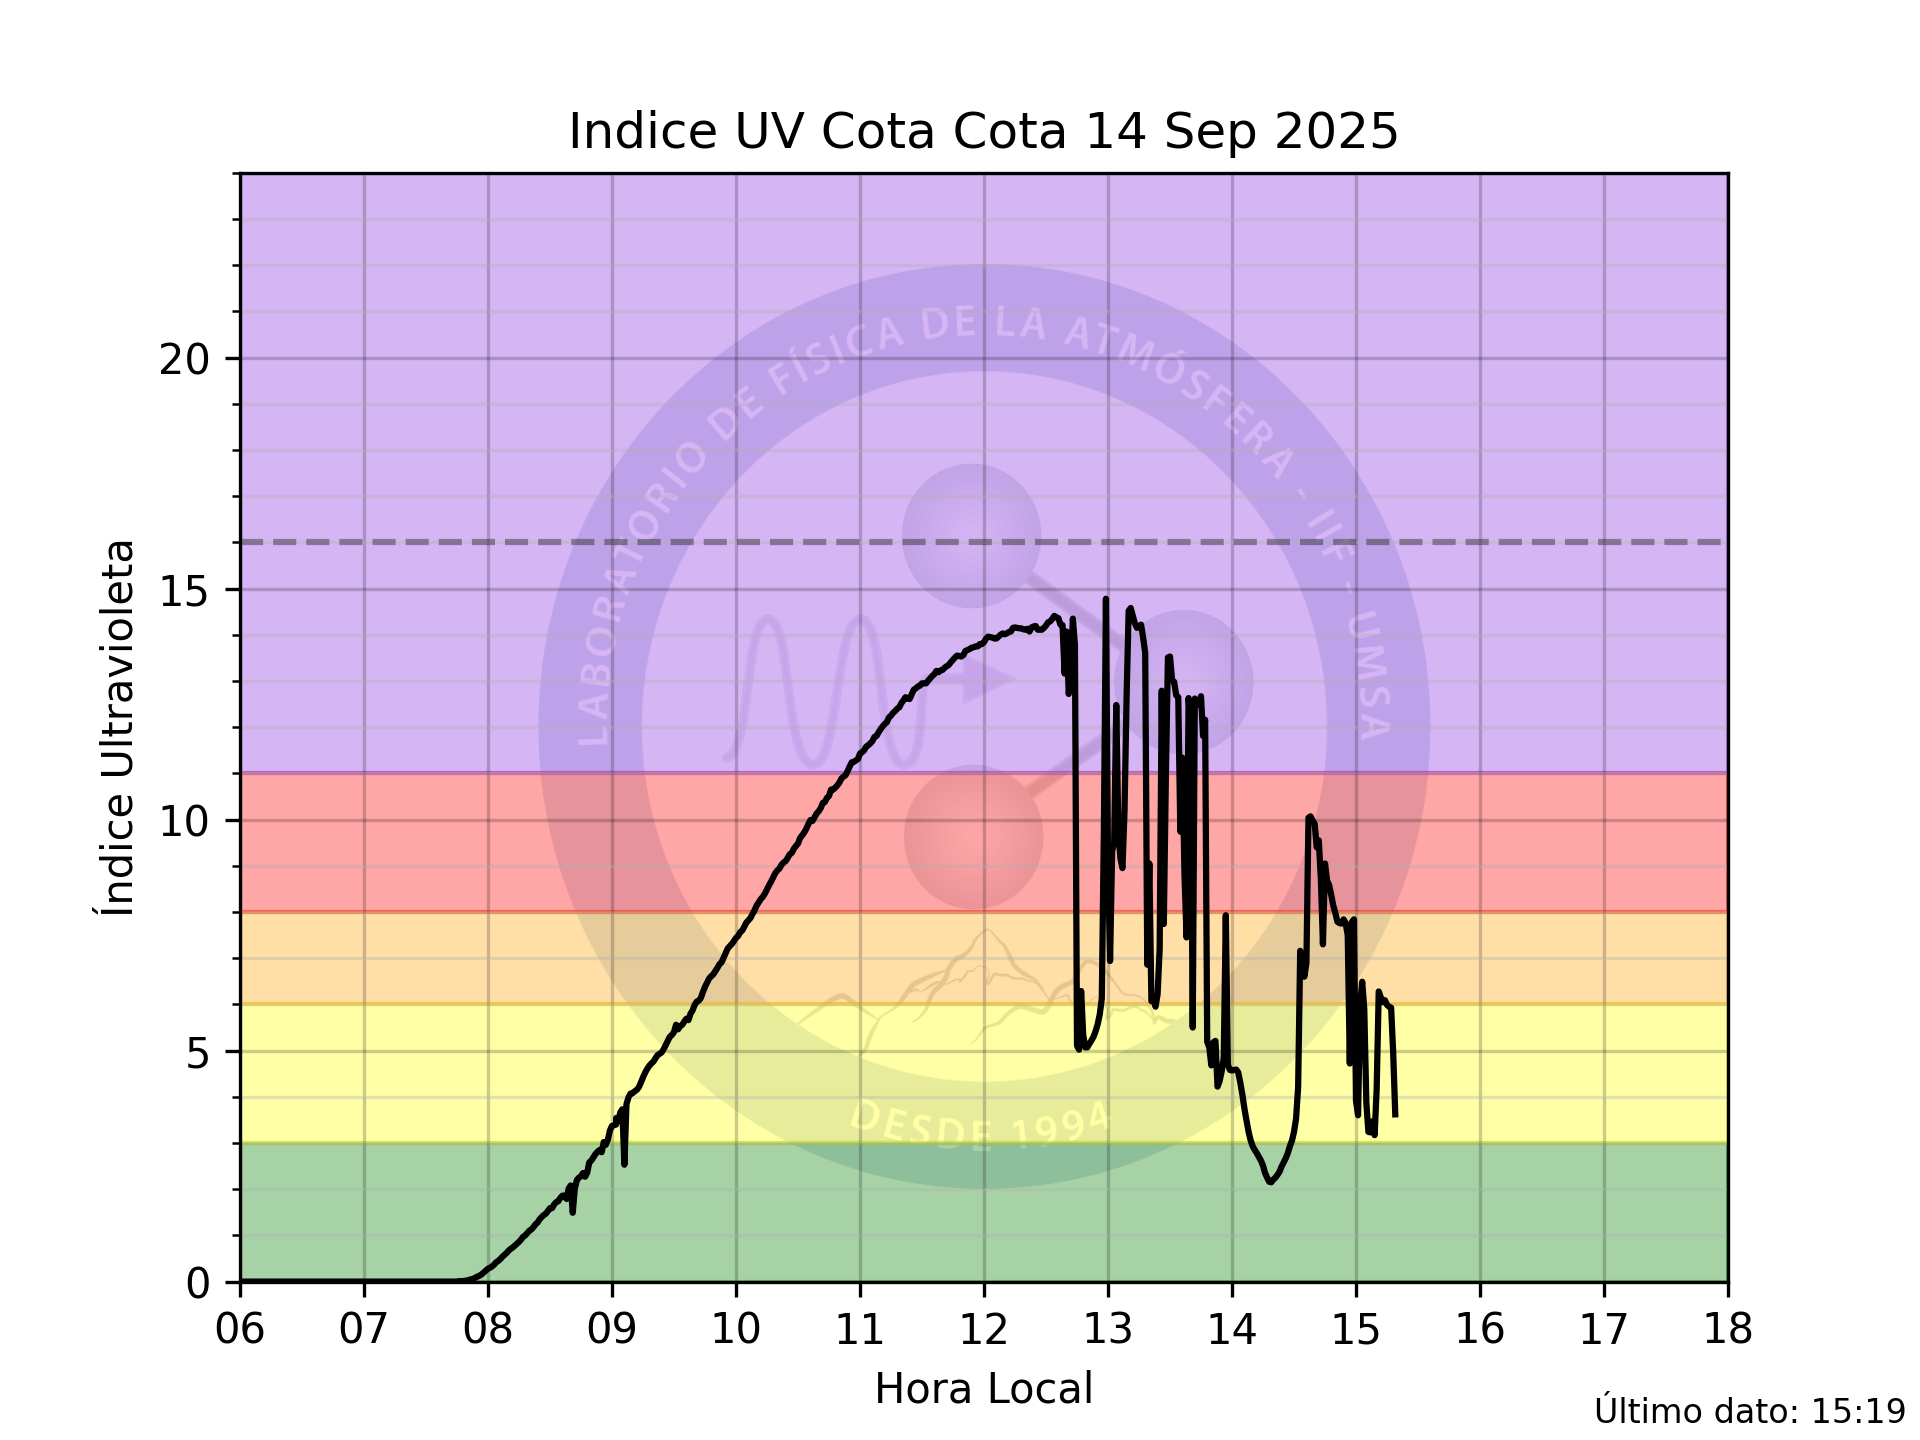 Indice UV Cota Cota 14 Sep 2025
Índice Ultravioleta
20
15
10
5
0
LABORATORIO DE FÍSICA DE LA ATMÓSFERA - IIF - UMSA
DESDE 1994
06 07 08 09 10 11 12 13 14 15 16 17 18
Hora Local
Último dato: 15:19